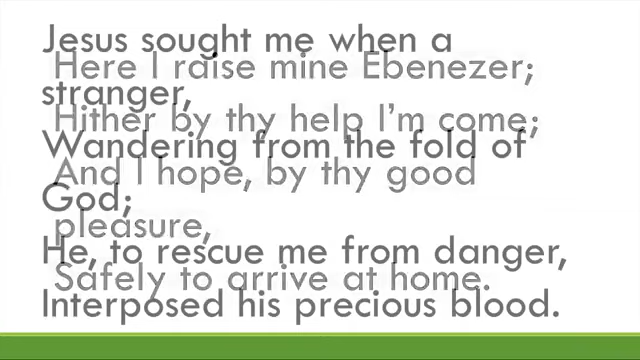 Jesus sought me when a
Here I raise mine Ebenezer;
stranger,
Hither by thy help I'm come;
Wandering from the fold of
And I hope, by thy good
God;
pleasure,
He, to rescue me from danger,
Safely to arrive at home.
Interposed his precious blood.